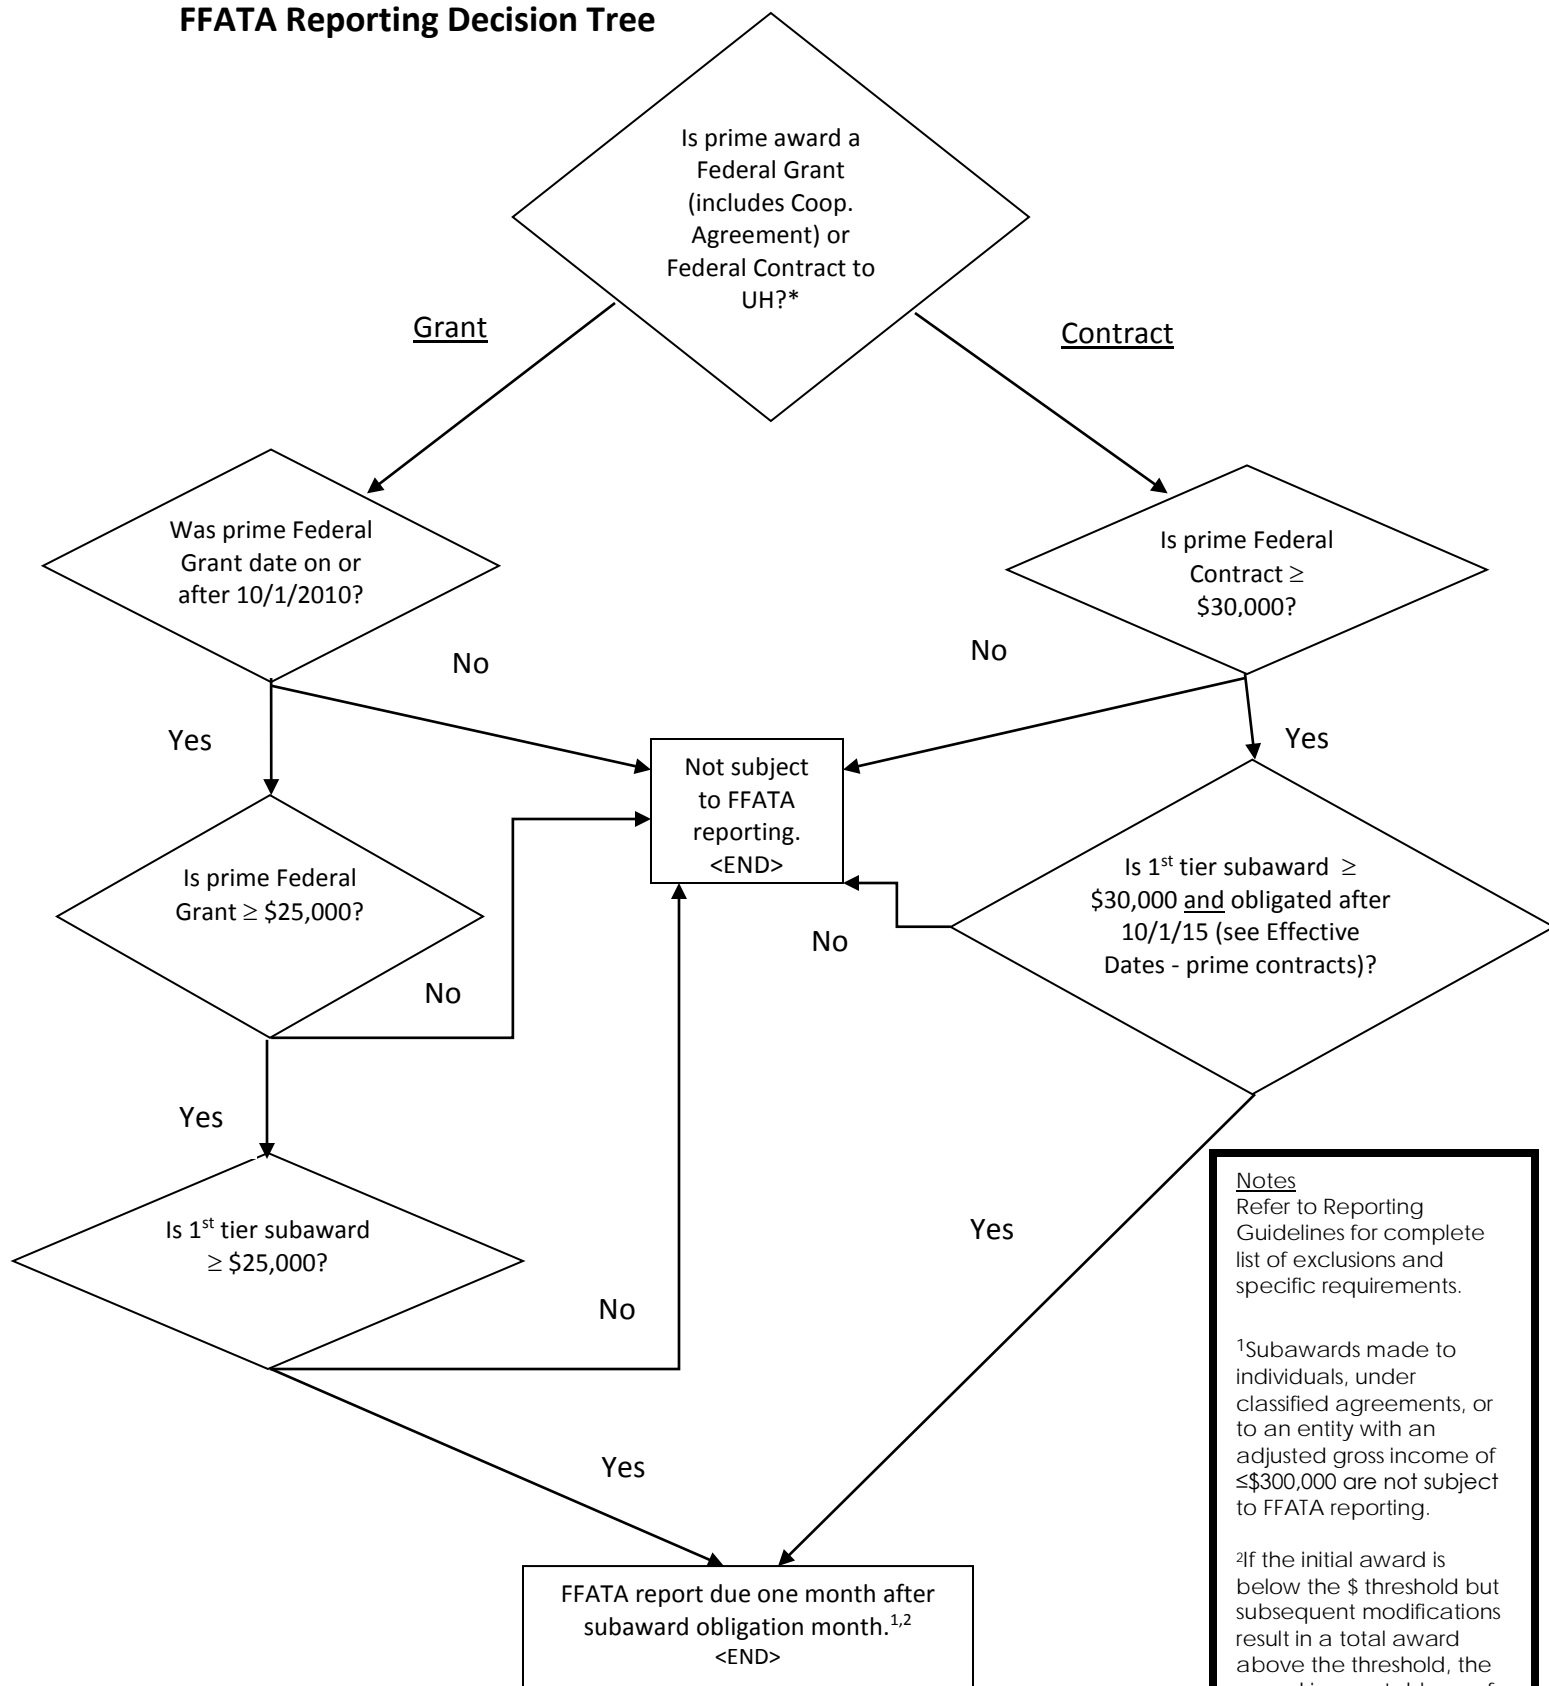 FFATA Reporting Decision Tree
Is prime award a
Federal Grant
(includes Coop.
Agreement) or
Federal Contract to
UH?*
Grant
Contract
Was prime Federal
Grant date on or
after 10/1/2010?
Is prime Federal
Contract ≥
$30,000?
No
No
Yes
Yes
Not subject
to FFATA
reporting.
<END>
Is prime Federal
Grant ≥ $25,000?
Is 1st tier subaward ≥
$30,000 and obligated after
10/1/15 (see Effective
Dates - prime contracts)?
No
No
Yes
Is 1st tier subaward
≥ $25,000?
No
Yes
Yes
FFATA report due one month after
subaward obligation month.1,2
<END>
Notes
Refer to Reporting
Guidelines for complete
list of exclusions and
specific requirements.
1Subawards made to
individuals, under
classified agreements, or
to an entity with an
adjusted gross income of
≤$300,000 are not subject
to FFATA reporting.
2If the initial award is
below the $ threshold but
subsequent modifications
result in a total award
above the threshold, the